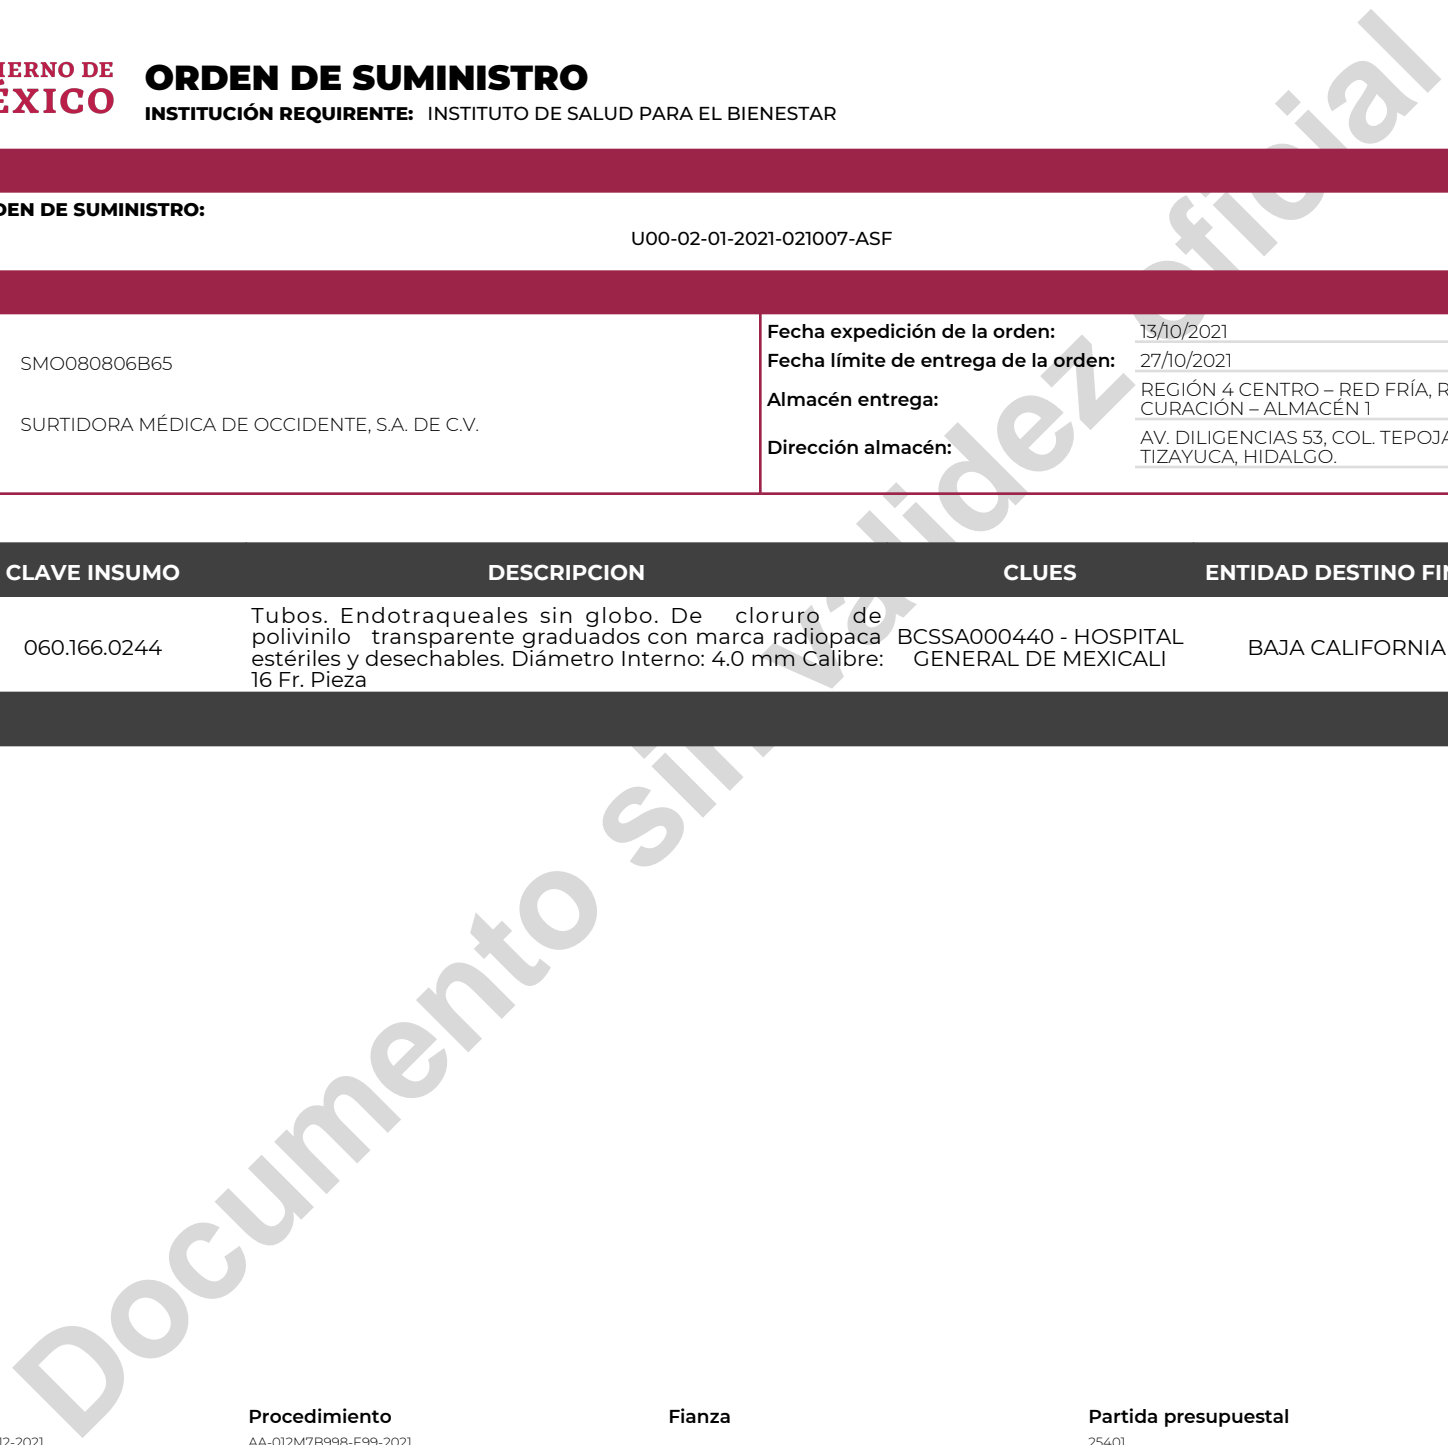 ORDEN DE SUMINISTRO
INSTITUCIÓN REQUIRENTE: INSTITUTO DE SALUD PARA EL BIENESTAR
DE
DE SUMINISTRO:
U00-02-01-2021-021007-ASF
SMO080806B65
SURTIDORA MÉDICA DE OCCIDENTE, S.A. DE C.V.
Fecha expedición de la orden: 13/10/2021
Fecha límite de entrega de la orden: 27/10/2021
Almacén entrega: REGIÓN 4 CENTRO – RED FRÍA,
CURACIÓN – ALMACÉN 1
Dirección almacén: AV. DILIGENCIAS 53, COL.
TIZAYUCA, HIDALGO.
CLAVE INSUMO DESCRIPCION CLUES ENTIDAD DESTINO
060.166.0244
Tubos. Endotraqueales sin globo. De cloruro de
polivinilo transparente graduados con marca radiopaca
estériles y desechables. Diámetro Interno: 4.0 mm Calibre:
16 Fr. Pieza
BCSSA000440 - HOSPITAL
GENERAL DE MEXICALI
BAJA CALIFORNIA
Documento sin validez oficial
Procedimiento Fianza Partida presupuestal